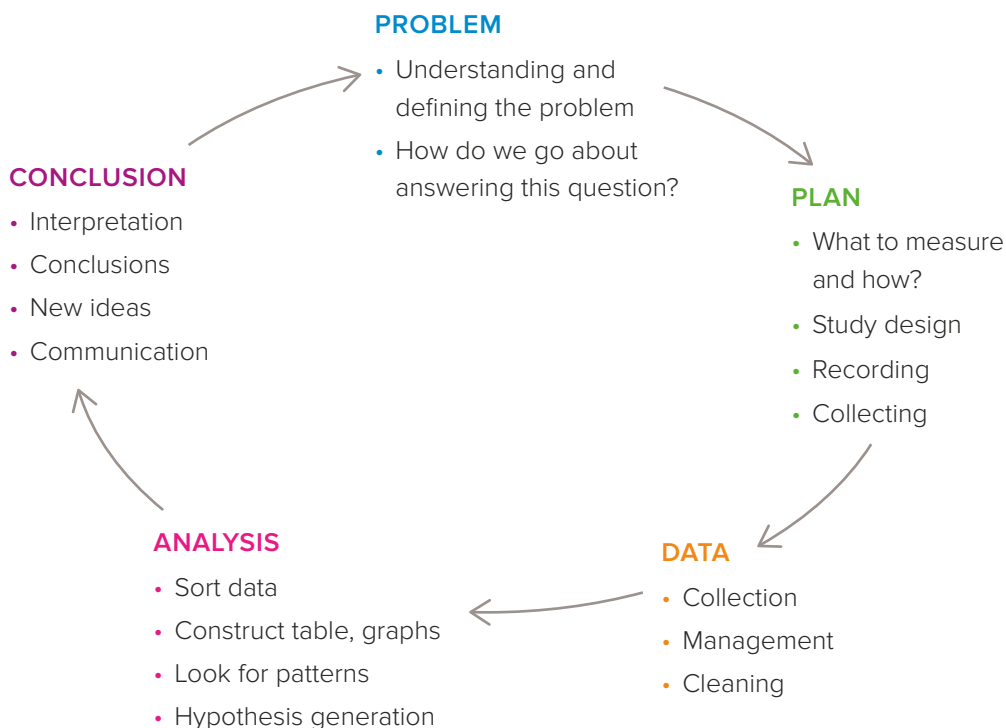 PROBLEM
• Understanding and
defining the problem
• How do we go about
answering this question?
PLAN
• What to measure
and how?
• Study design
• Recording
• Collecting
DATA
• Collection
• Management
• Cleaning
ANALYSIS
• Sort data
• Construct table, graphs
• Look for patterns
• Hypothesis generation
CONCLUSION
• Interpretation
• Conclusions
• New ideas
• Communication